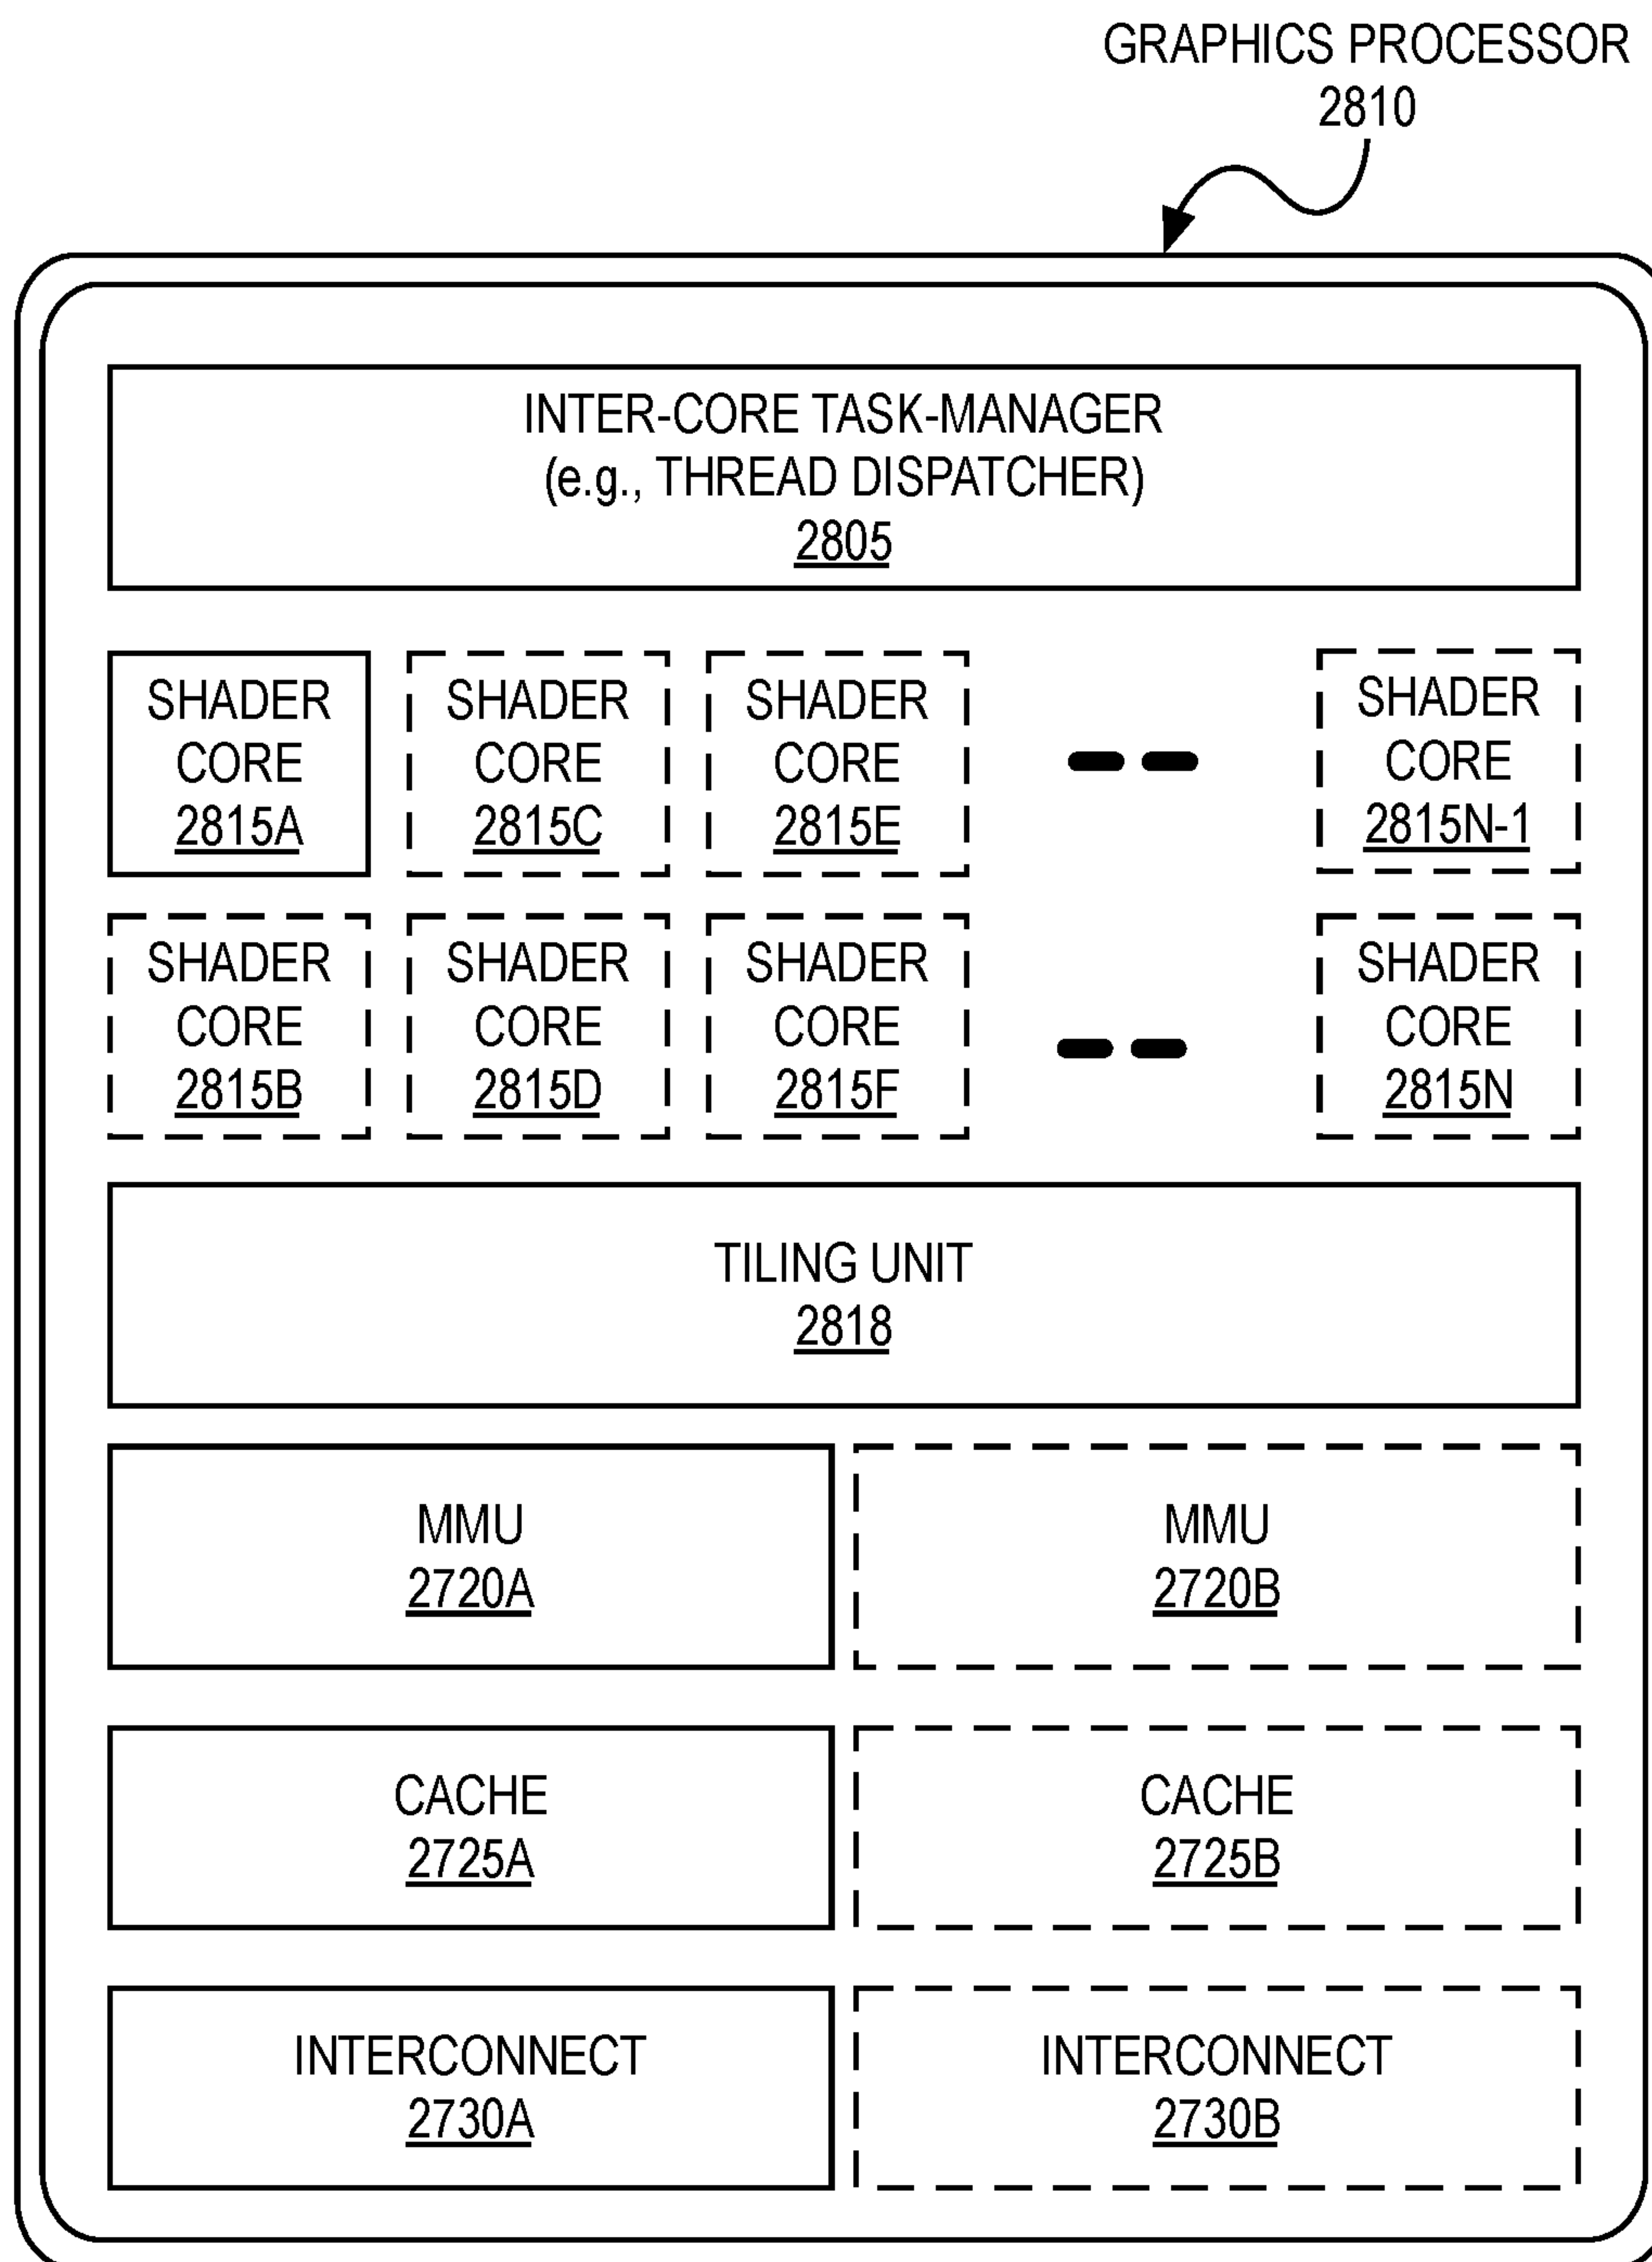 GRAPHICS PROCESSOR
2810
INTER-CORE TASK-MANAGER
(e.g., THREAD DISPATCHER)
2805
SHADER
CORE
2815A
SHADER
CORE
2815C
SHADER
CORE
2815E
SHADER
CORE
2815N-1
SHADER
CORE
2815B
SHADER
CORE
2815D
SHADER
CORE
2815F
SHADER
CORE
2815N
TILING UNIT
2818
MMU
2720A
MMU
2720B
CACHE
2725A
CACHE
2725B
INTERCONNECT
2730A
INTERCONNECT
2730B